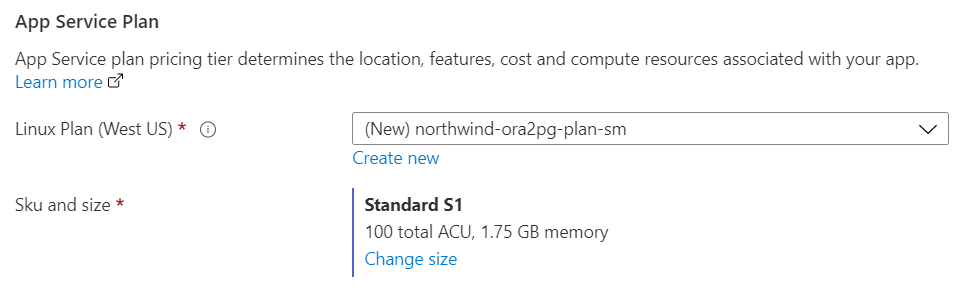 App Service Plan
App Service plan pricing tier determines the location, features, cost and compute resources associated with your app.
Learn more
Linux Plan (West US) *
(New) northwind-ora2pg-plan-sm
Create new
Sku and size *
Standard S1
100 total ACU, 1.75 GB memory
Change size